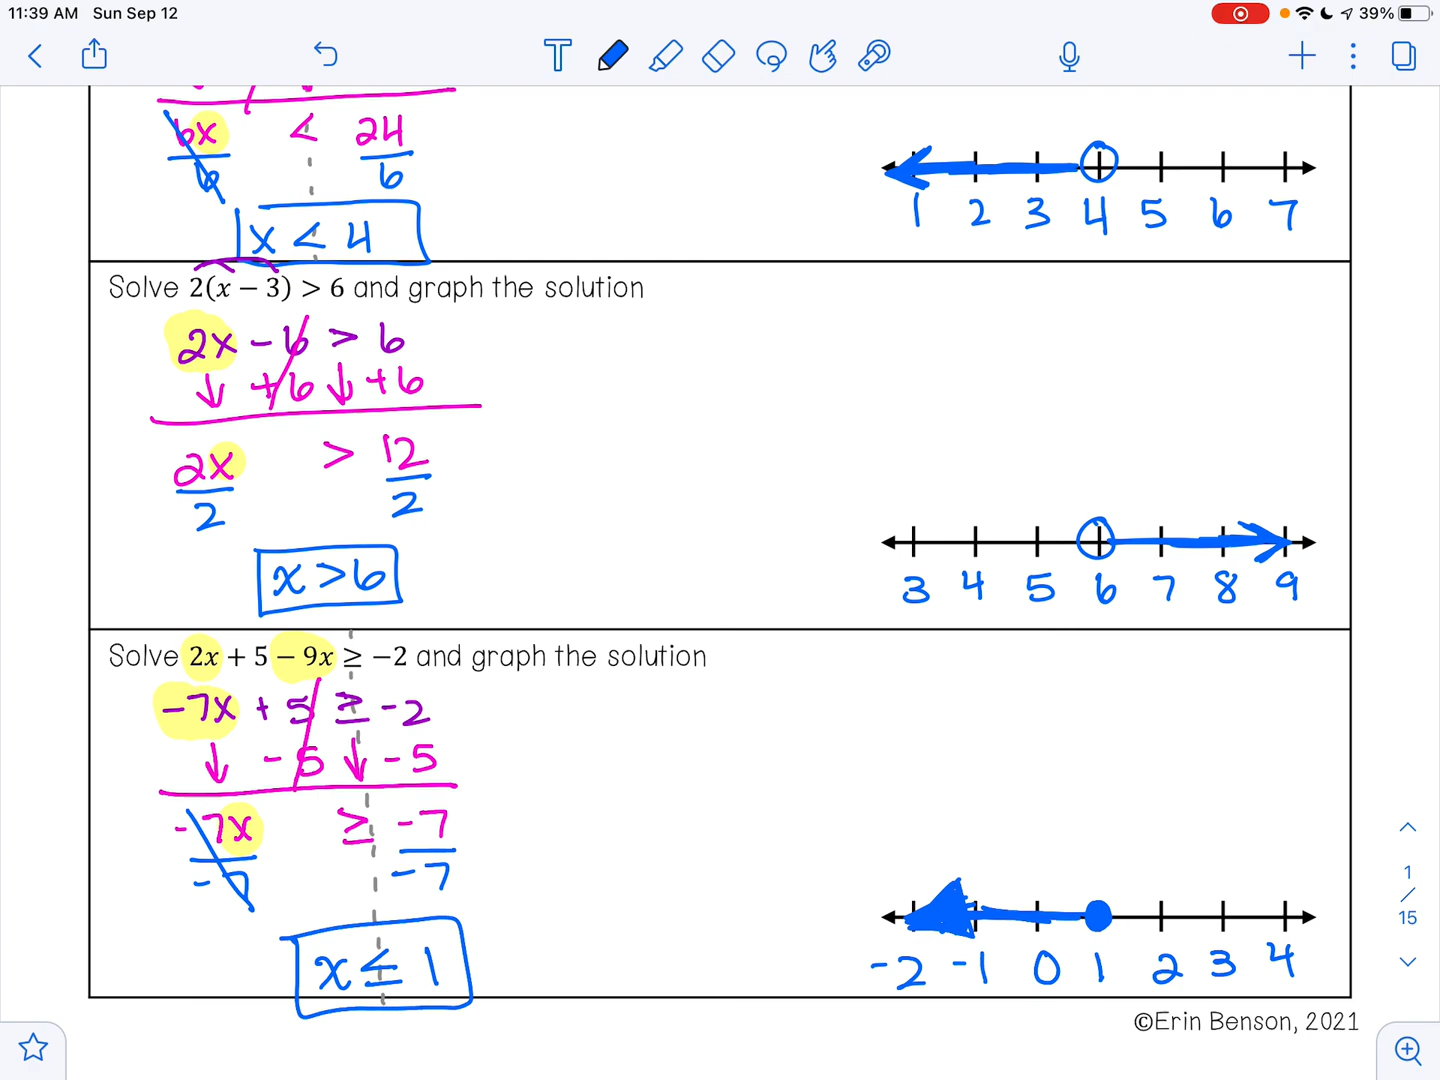 11:39 AM Sun Sep 12
39%
T
6x < 24
6 6
x < 4
1 2 3 4 5 6 7
Solve 2(x − 3) > 6 and graph the solution
2x - 6 > 6
↓ +6 ↓ +6
2x > 12
2 2
x > 6
3 4 5 6 7 8 9
Solve 2x + 5 − 9x ≥ −2 and graph the solution
-7x + 5 ≥ -2
↓ - 5 ↓ - 5
-7x ≥ -7
-7 -7
x ≤ 1
-2 -1 0 1 2 3 4
1
/
15
©Erin Benson, 2021